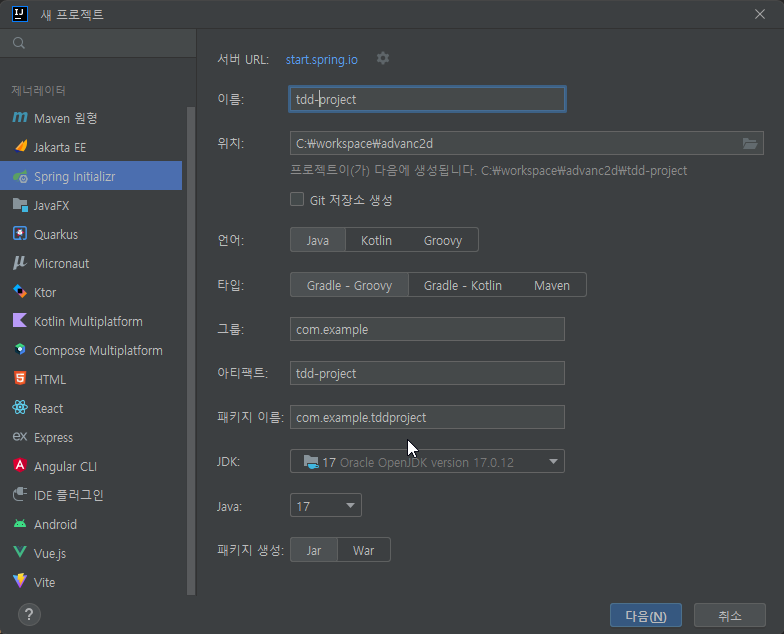 새 프로젝트
제너레이터
Maven 원형
Jakarta EE
Spring Initializr
JavaFX
Quarkus
Micronaut
Ktor
Kotlin Multiplatform
Compose Multiplatform
HTML
React
Express
Angular CLI
IDE 플러그인
Android
Vue.js
Vite
서버 URL: start.spring.io
이름: tdd-project
위치: C:₩workspace₩advanc2d
프로젝트이(가) 다음에 생성됩니다. C:₩workspace₩advanc2d₩tdd-project
Git 저장소 생성
언어: Java Kotlin Groovy
타입: Gradle - Groovy Gradle - Kotlin Maven
그룹: com.example
아티팩트: tdd-project
패키지 이름: com.example.tddproject
JDK: 17 Oracle OpenJDK version 17.0.12
Java: 17
패키지 생성: Jar War
? 다음(N) 취소